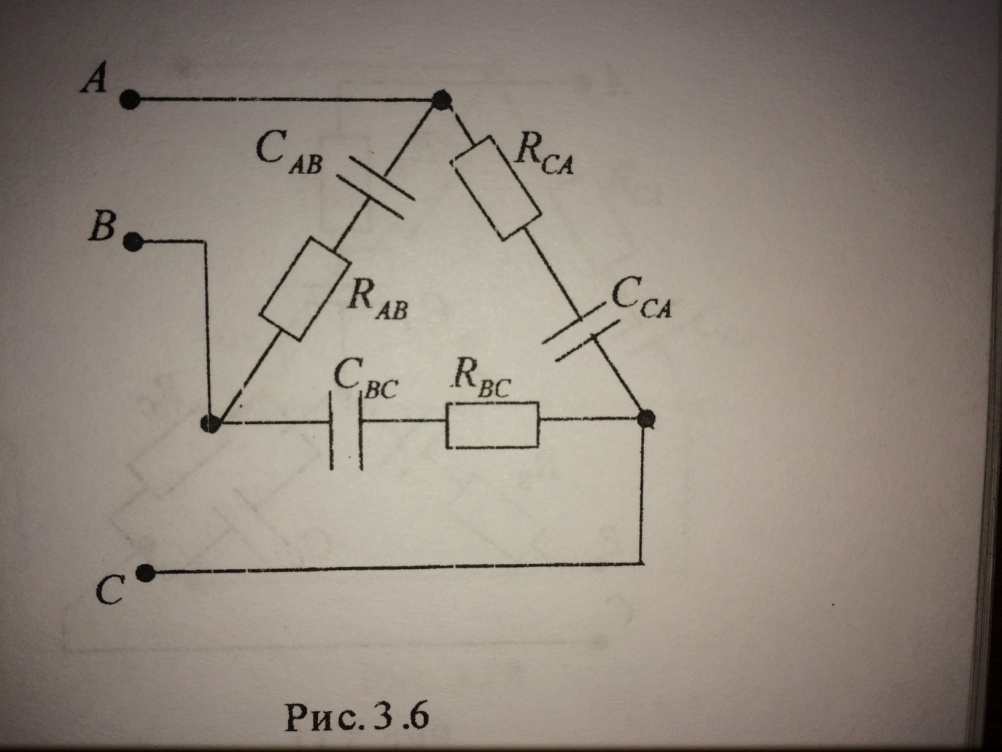 A
C_AB
R_CA
B
R_AB
C_CA
C_BC
R_BC
C
Рис. 3.6